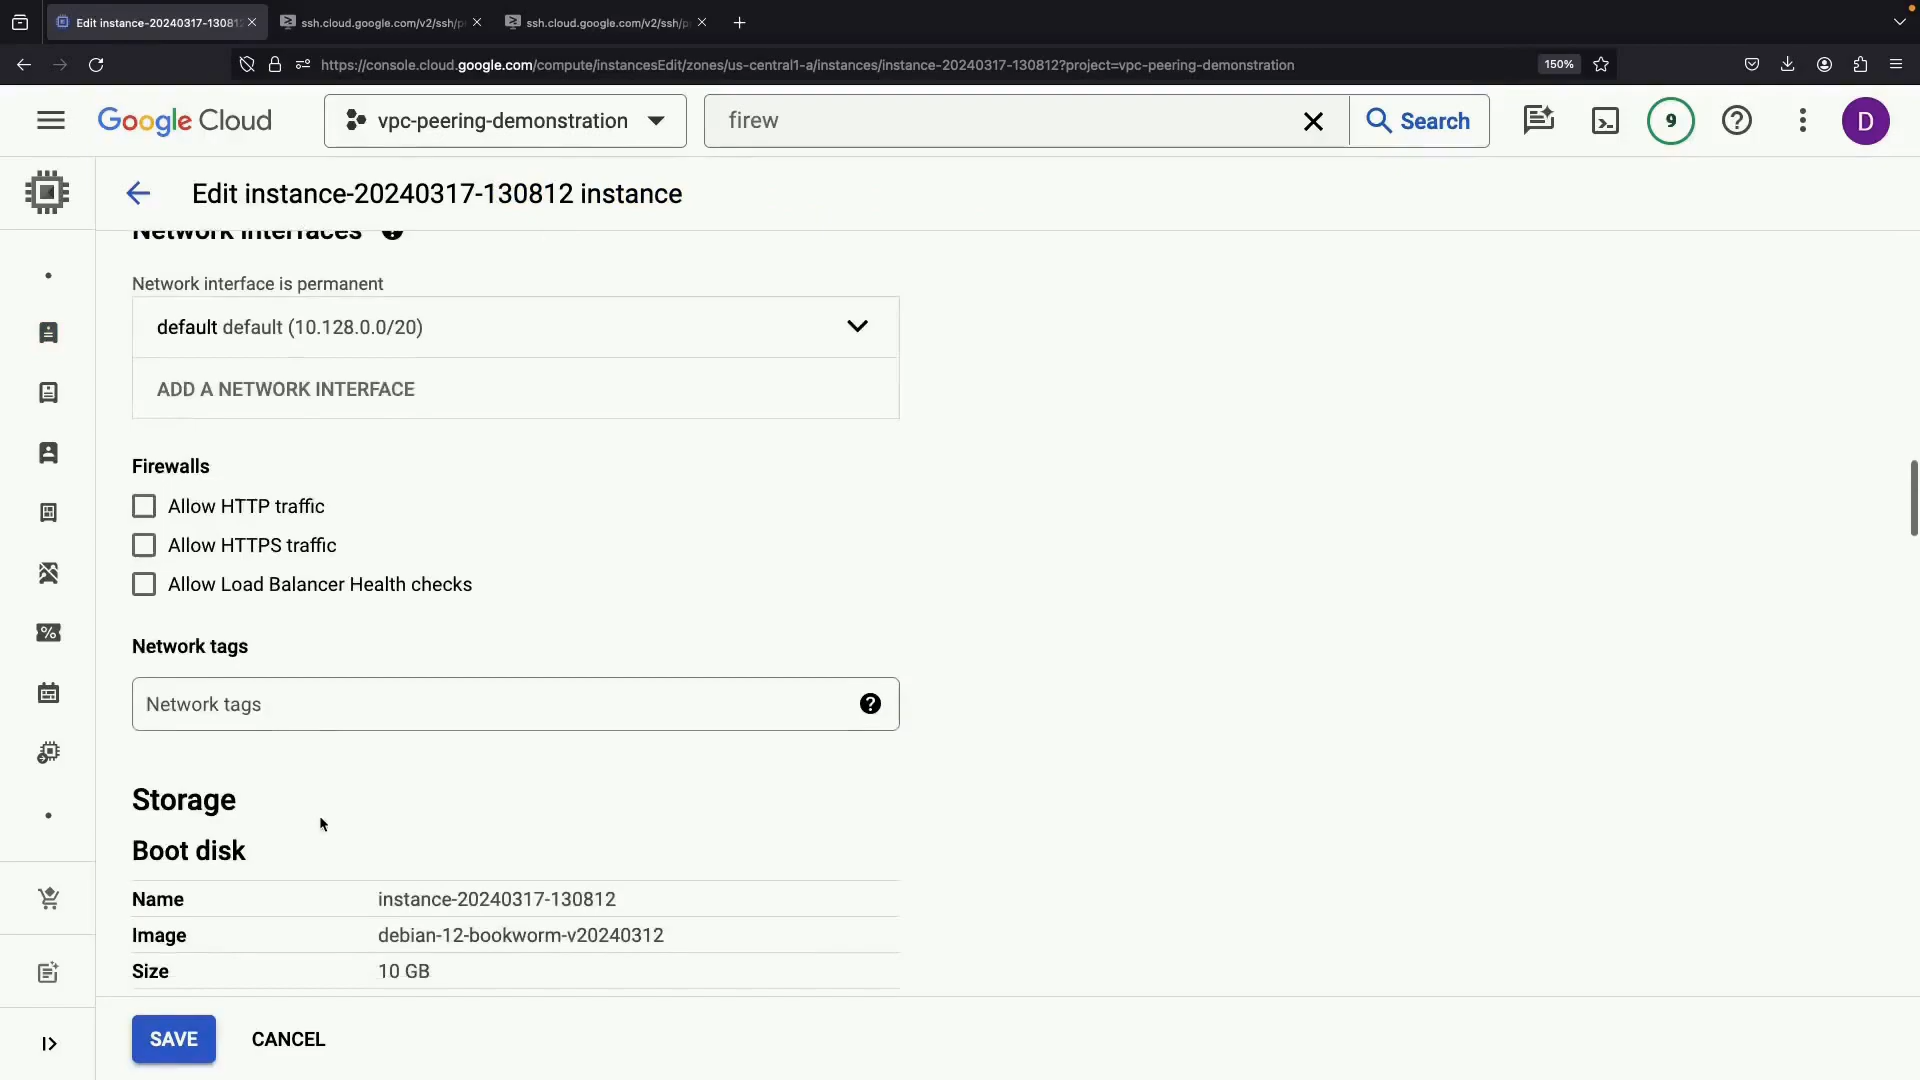 Edit instance-20240317-13081
ssh.cloud.google.com/v2/ssh/p
ssh.cloud.google.com/v2/ssh/p
https://console.cloud.google.com/compute/instancesEdit/zones/us-central1-a/instances/instance-20240317-130812?project=vpc-peering-demonstration
150%
Google Cloud
vpc-peering-demonstration
firew
Search
9
D
Edit instance-20240317-130812 instance
Network interfaces
Network interface is permanent
default default (10.128.0.0/20)
ADD A NETWORK INTERFACE
Firewalls
Allow HTTP traffic
Allow HTTPS traffic
Allow Load Balancer Health checks
Network tags
Network tags
Storage
Boot disk
Name instance-20240317-130812
Image debian-12-bookworm-v20240312
Size 10 GB
SAVE
CANCEL